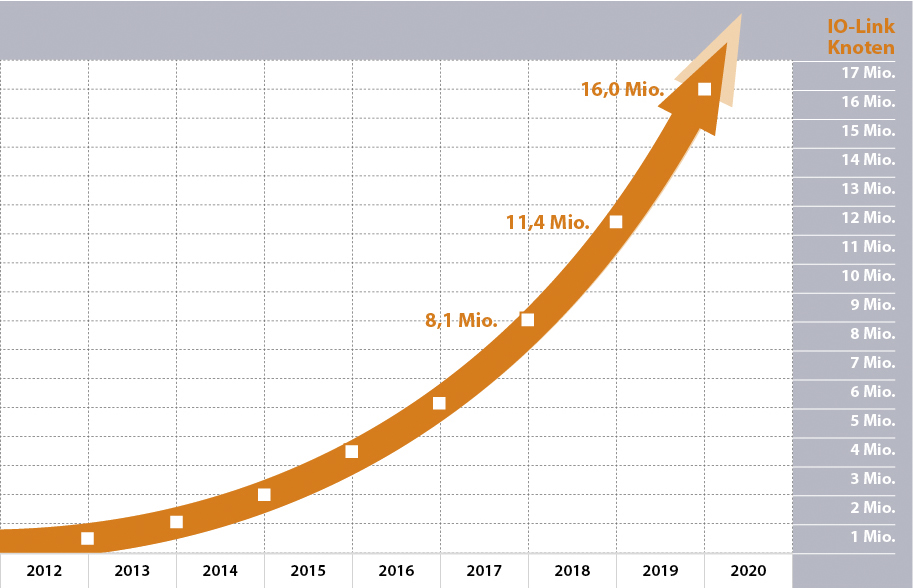 IO-Link
Knoten
17 Mio.
16,0 Mio.
16 Mio.
15 Mio.
14 Mio.
13 Mio.
12 Mio.
11,4 Mio.
11 Mio.
10 Mio.
9 Mio.
8,1 Mio.
8 Mio.
7 Mio.
6 Mio.
5 Mio.
4 Mio.
3 Mio.
2 Mio.
1 Mio.
2012 2013 2014 2015 2016 2017 2018 2019 2020